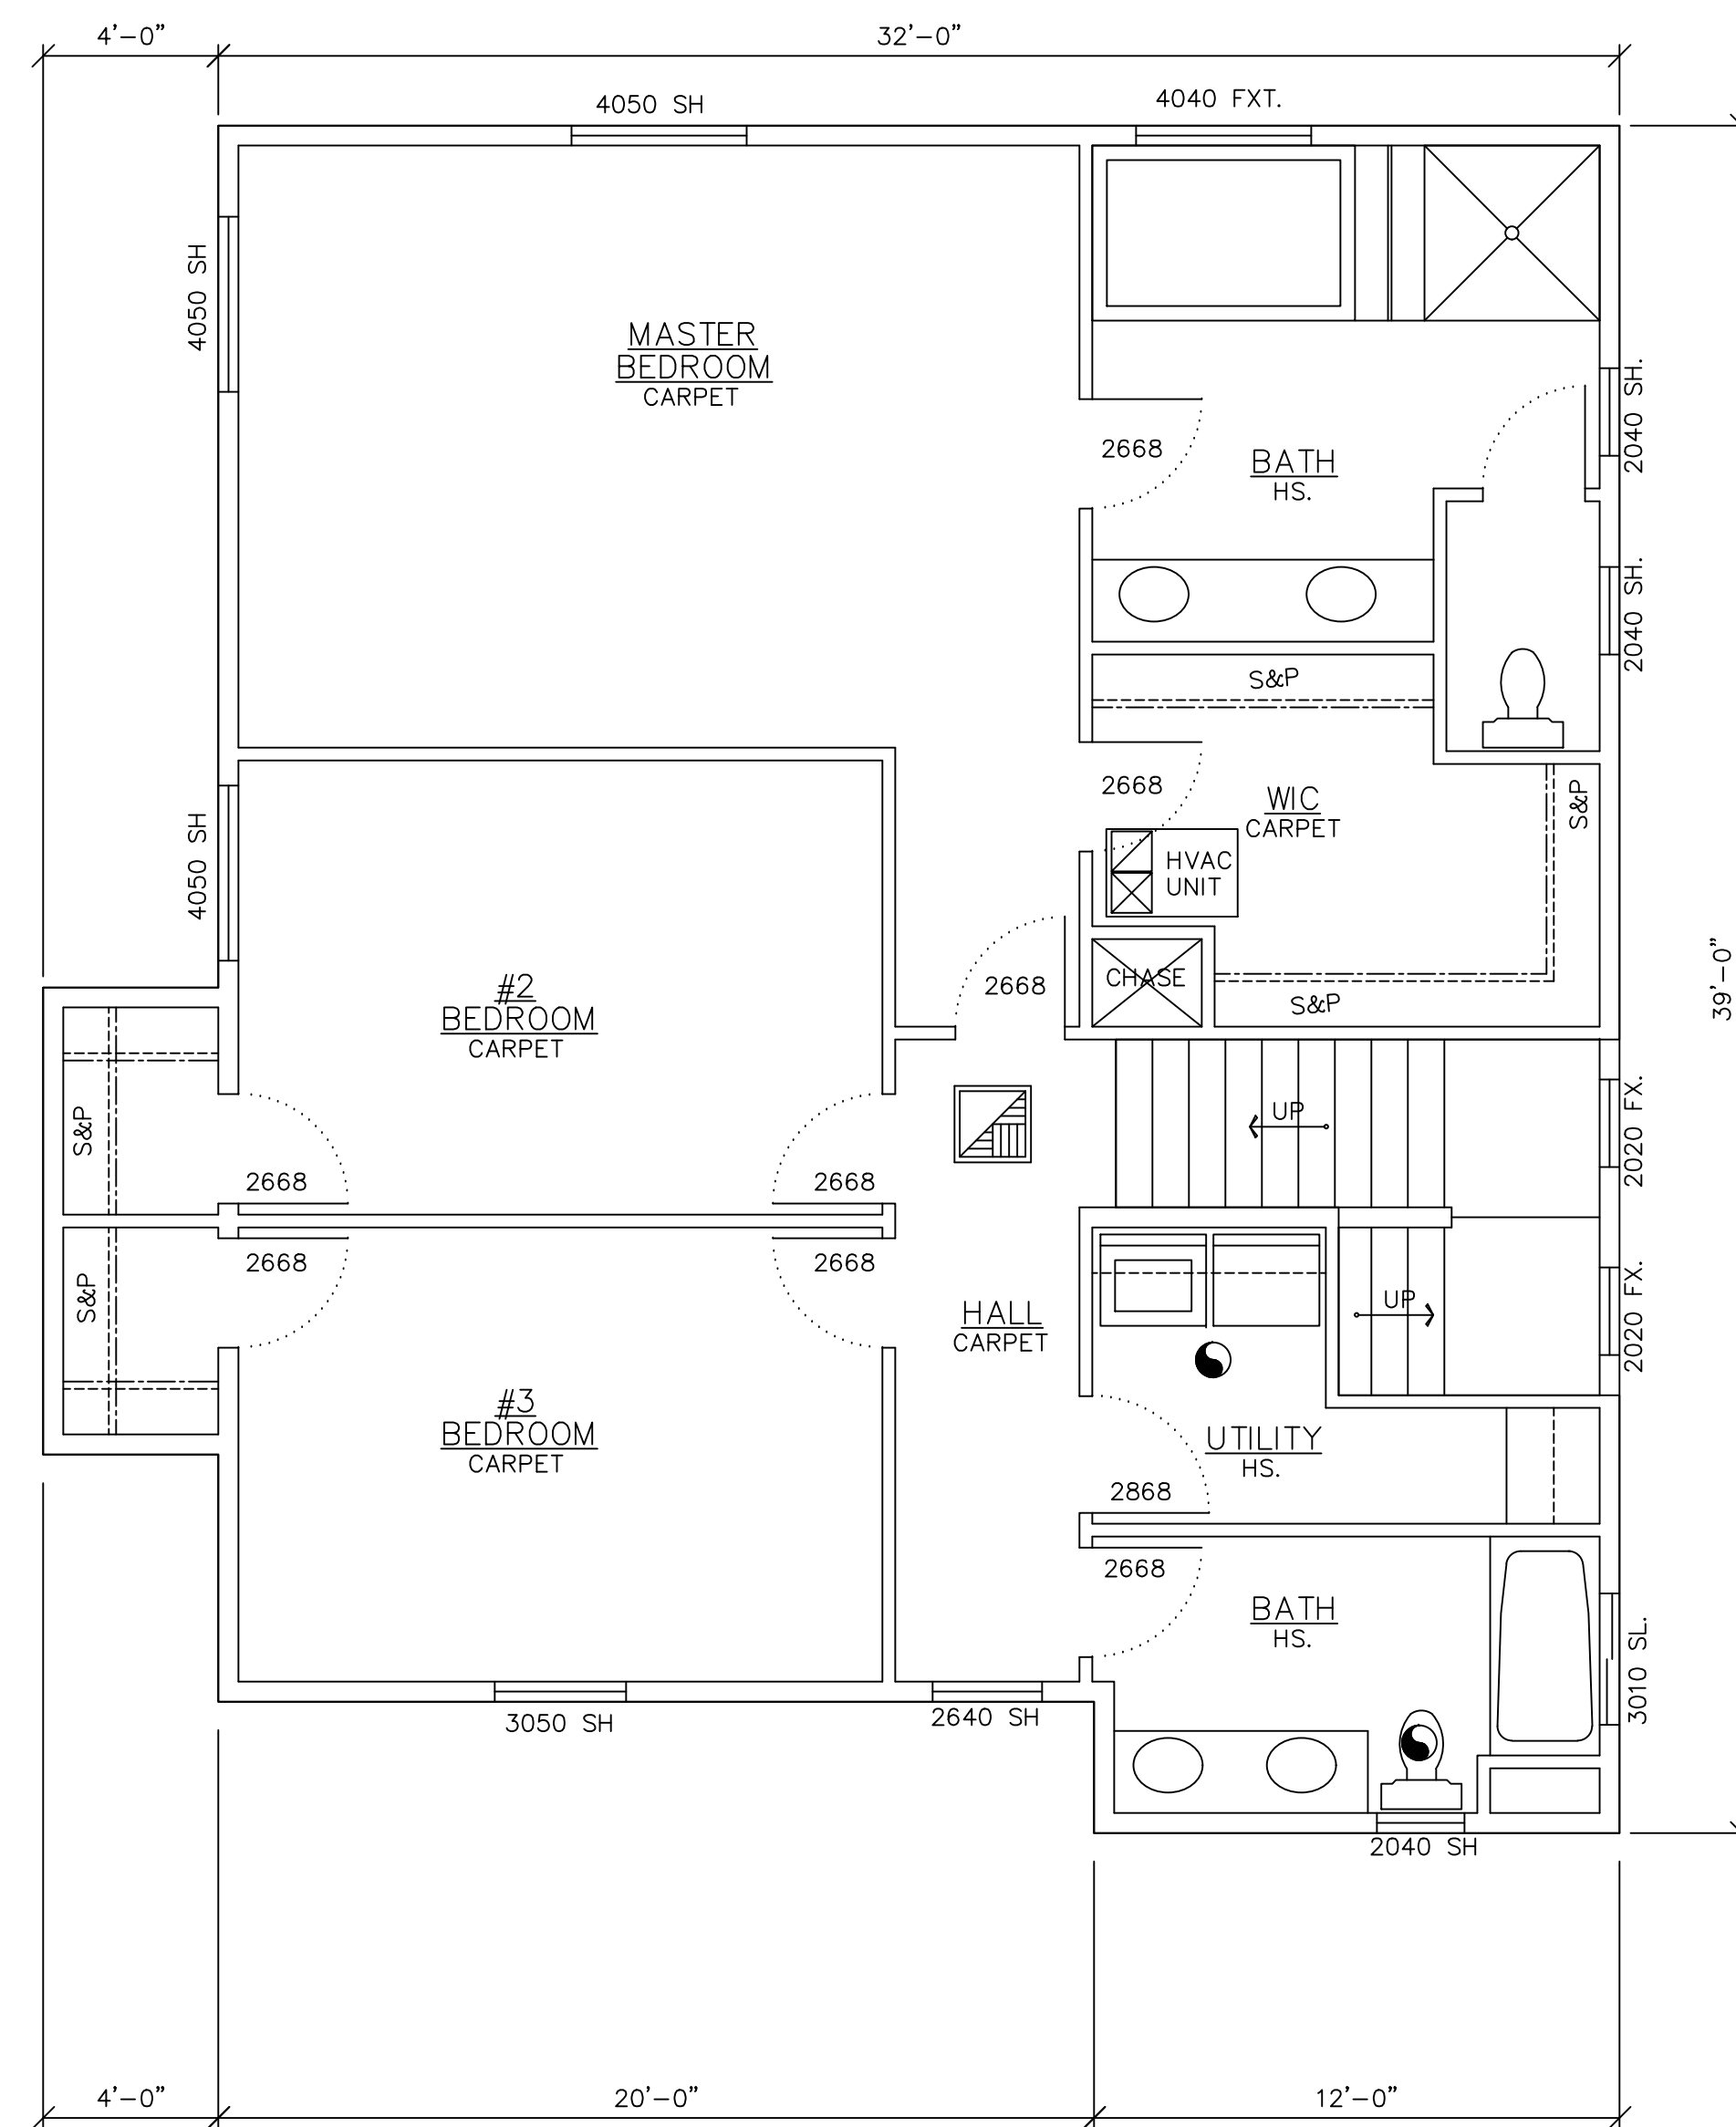 4'-0"
32'-0"
4050 SH
4040 FXT.
4050 SH
MASTER
BEDROOM
CARPET
2668
BATH
HS.
2040 SH.
2040 SH.
S&P
2668
WIC
CARPET
S&P
HVAC
UNIT
4050 SH
#2
BEDROOM
CARPET
2668
CHASE
S&P
39'-0"
S&P
2668
2668
UP
2020 FX.
2668
2668
S&P
HALL
CARPET
UP
2020 FX.
#3
BEDROOM
CARPET
UTILITY
HS.
2868
2668
BATH
HS.
3010 SL.
3050 SH
2640 SH
2040 SH
4'-0"
20'-0"
12'-0"